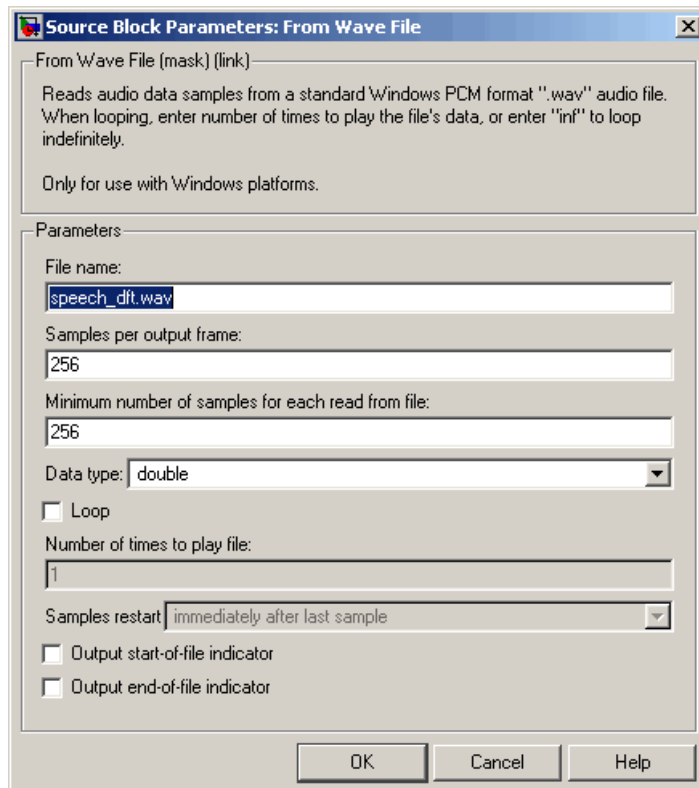 Source Block Parameters: From Wave File
From Wave File (mask) (link)
Reads audio data samples from a standard Windows PCM format ".wav" audio file.
When looping, enter number of times to play the file's data, or enter "inf" to loop
indefinitely.
Only for use with Windows platforms.
Parameters
File name:
speech_dft.wav
Samples per output frame:
256
Minimum number of samples for each read from file:
256
Data type: double
Loop
Number of times to play file:
1
Samples restart immediately after last sample
Output start-of-file indicator
Output end-of-file indicator
OK Cancel Help